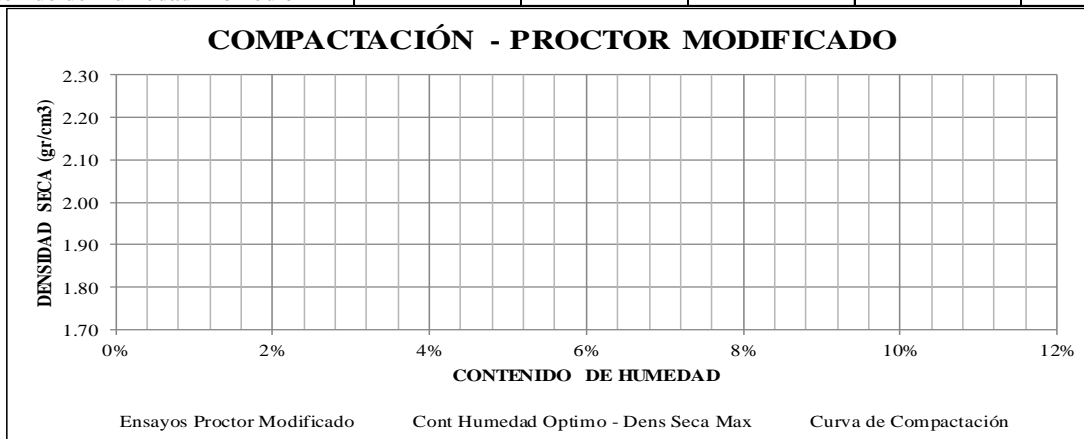 COMPACTACIÓN - PROCTOR MODIFICADO
DENSIDAD SECA (gr/cm3)
2.30
2.20
2.10
2.00
1.90
1.80
1.70
0% 2% 4% 6% 8% 10% 12%
CONTENIDO DE HUMEDAD
Ensayos Proctor Modificado Cont Humedad Optimo - Dens Seca Max Curva de Compactación